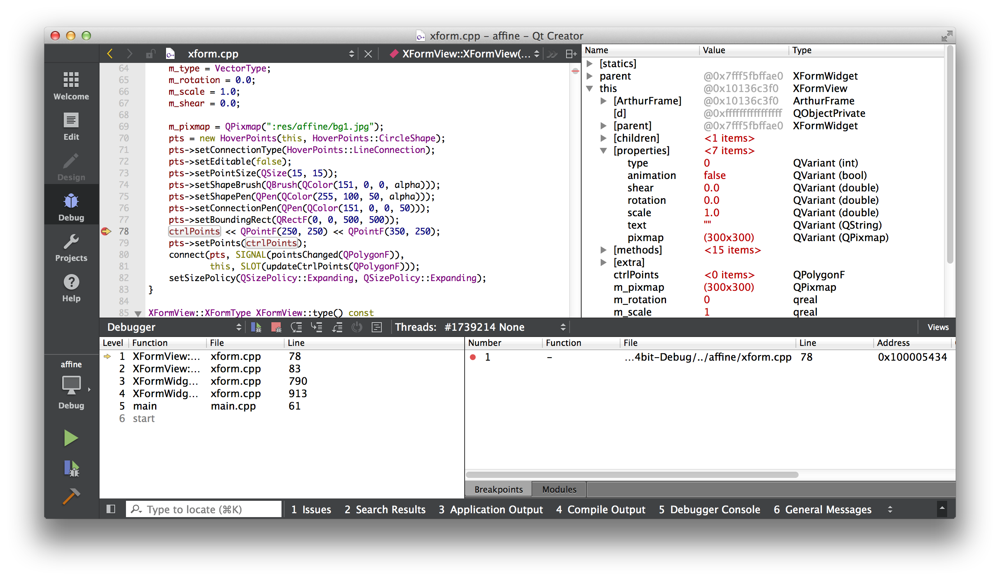 xform.cpp – affine – Qt Creator
xform.cpp
XFormView::XFormView(...
Welcome
Edit
Design
Debug
Projects
Help
affine
Debug
64 m_type = VectorType;
65 m_rotation = 0.0;
66 m_scale = 1.0;
67 m_shear = 0.0;
68
69 m_pixmap = QPixmap(":res/affine/bg1.jpg");
70 pts = new HoverPoints(this, HoverPoints::CircleShape);
71 pts->setConnectionType(HoverPoints::LineConnection);
72 pts->setEditable(false);
73 pts->setPointSize(QSize(15, 15));
74 pts->setShapeBrush(QBrush(QColor(151, 0, 0, alpha)));
75 pts->setShapePen(QPen(QColor(255, 100, 50, alpha)));
76 pts->setConnectionPen(QPen(QColor(151, 0, 0, 50)));
77 pts->setBoundingRect(QRectF(0, 0, 500, 500));
78 ctrlPoints << QPointF(250, 250) << QPointF(350, 250);
79 pts->setPoints(ctrlPoints);
80 connect(pts, SIGNAL(pointsChanged(QPolygonF)),
81 this, SLOT(updateCtrlPoints(QPolygonF)));
82 setSizePolicy(QSizePolicy::Expanding, QSizePolicy::Expanding);
83 }
84
85 XFormView::XFormType XFormView::type() const
Name Value Type
[statics]
parent @0x7fff5fbffae0 XFormWidget
this @0x10136c3f0 XFormView
[ArthurFrame] @0x10136c3f0 ArthurFrame
[d] @0xffffffffffffffff QObjectPrivate
[parent] @0x7fff5fbffae0 XFormWidget
[children] <1 items>
[properties] <7 items>
type 0 QVariant (int)
animation false QVariant (bool)
shear 0.0 QVariant (double)
rotation 0.0 QVariant (double)
scale 1.0 QVariant (double)
text "" QVariant (QString)
pixmap (300x300) QVariant (QPixmap)
[methods] <15 items>
[extra]
ctrlPoints <0 items> QPolygonF
m_pixmap (300x300) QPixmap
m_rotation 0 qreal
m_scale 1 qreal
Debugger Threads: #1739214 None Views
Level Function File Line
1 XFormView:... xform.cpp 78
2 XFormView:... xform.cpp 83
3 XFormWidg... xform.cpp 790
4 XFormWidg... xform.cpp 913
5 main main.cpp 61
6 start
Number Function File Line Address
1 – ...4bit-Debug/../affine/xform.cpp 78 0x100005434
Breakpoints Modules
Type to locate (⌘K) 1 Issues 2 Search Results 3 Application Output 4 Compile Output 5 Debugger Console 6 General Messages